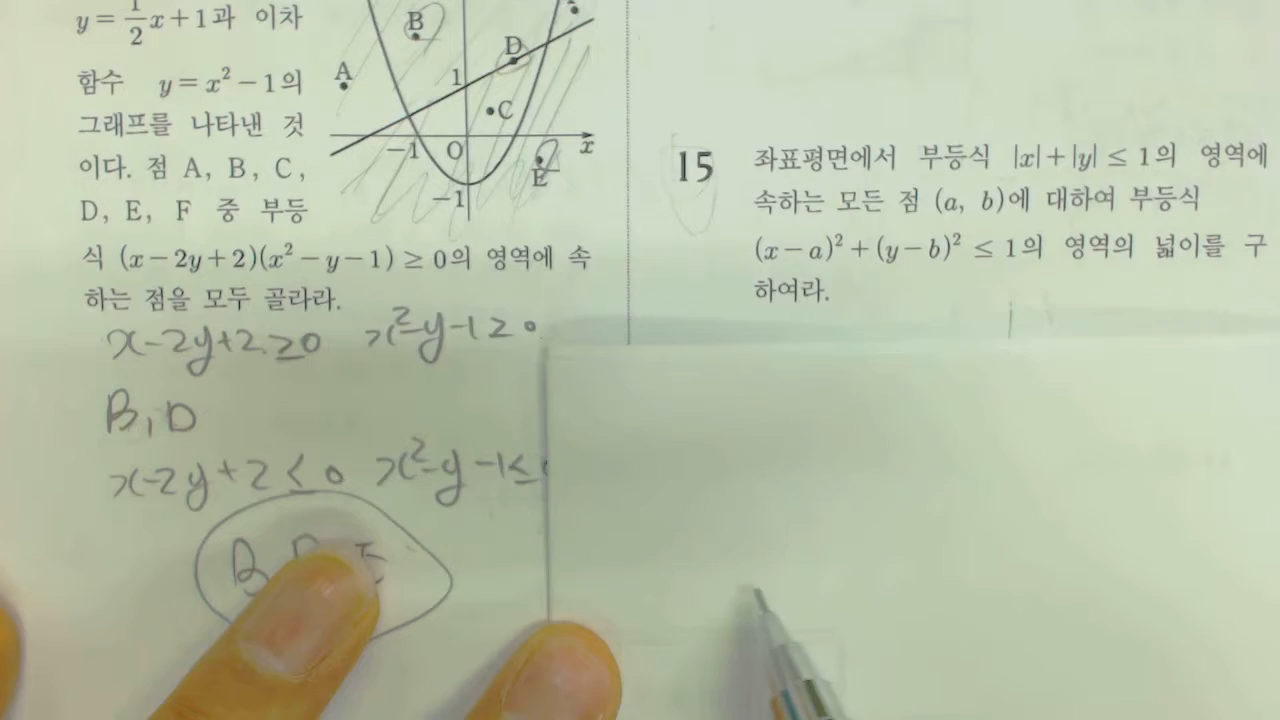 y = 1/2 x + 1과 이차
함수 y = x² − 1의
그래프를 나타낸 것
이다. 점 A, B, C,
D, E, F 중 부등
식 (x − 2y + 2)(x² − y − 1) ≥ 0의 영역에 속
하는 점을 모두 골라라.
B
D
A
1
C
−1
O
x
E
−1
x−2y+2≥0 x²−y−1≥0
B, D
x−2y+2≤0 x²−y−1≤
B
E
15
좌표평면에서 부등식 |x| + |y| ≤ 1의 영역에
속하는 모든 점 (a, b)에 대하여 부등식
(x − a)² + (y − b)² ≤ 1의 영역의 넓이를 구
하여라.